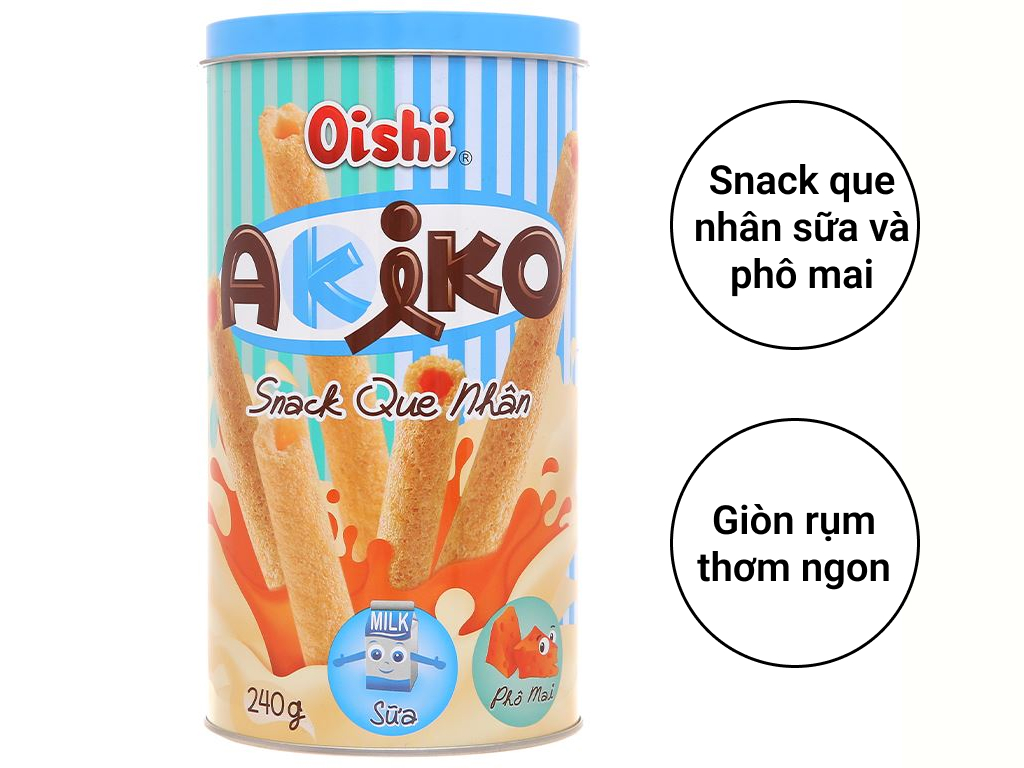 Oishi
®
AKiKO
Snack Que Nhân
MILK
Sữa
Phô Mai
240g
Snack que
nhân sữa và
phô mai
Giòn rụm
thơm ngon